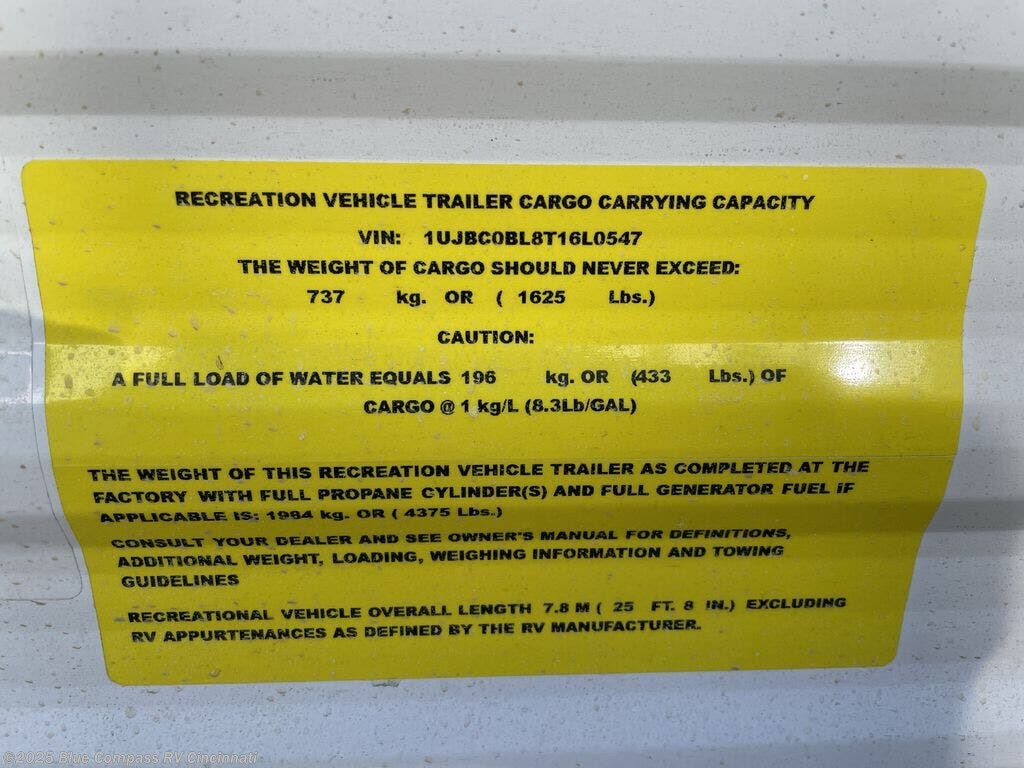 RECREATION VEHICLE TRAILER CARGO CARRYING CAPACITY
VIN: 1UJBC0BL8T16L0547
THE WEIGHT OF CARGO SHOULD NEVER EXCEED:
737 kg. OR ( 1625 Lbs.)
CAUTION:
A FULL LOAD OF WATER EQUALS 196 kg. OR (433 Lbs.) OF
CARGO @ 1 kg/L (8.3Lb/GAL)
THE WEIGHT OF THIS RECREATION VEHICLE TRAILER AS COMPLETED AT THE
FACTORY WITH FULL PROPANE CYLINDER(S) AND FULL GENERATOR FUEL IF
APPLICABLE IS: 1984 kg. OR ( 4375 Lbs.)
CONSULT YOUR DEALER AND SEE OWNER'S MANUAL FOR DEFINITIONS,
ADDITIONAL WEIGHT, LOADING, WEIGHING INFORMATION AND TOWING
GUIDELINES
RECREATIONAL VEHICLE OVERALL LENGTH 7.8 M ( 25 FT. 8 IN.) EXCLUDING
RV APPURTENANCES AS DEFINED BY THE RV MANUFACTURER.
©2025 Blue Compass RV Cincinnati